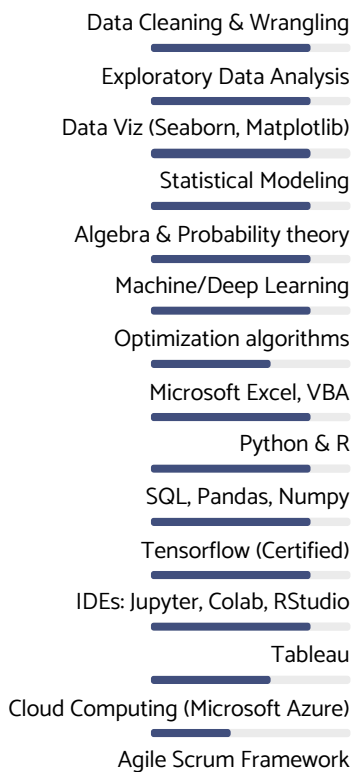 Data Cleaning & Wrangling
Exploratory Data Analysis
Data Viz (Seaborn, Matplotlib)
Statistical Modeling
Algebra & Probability theory
Machine/Deep Learning
Optimization algorithms
Microsoft Excel, VBA
Python & R
SQL, Pandas, Numpy
Tensorflow (Certified)
IDEs: Jupyter, Colab, RStudio
Tableau
Cloud Computing (Microsoft Azure)
Agile Scrum Framework